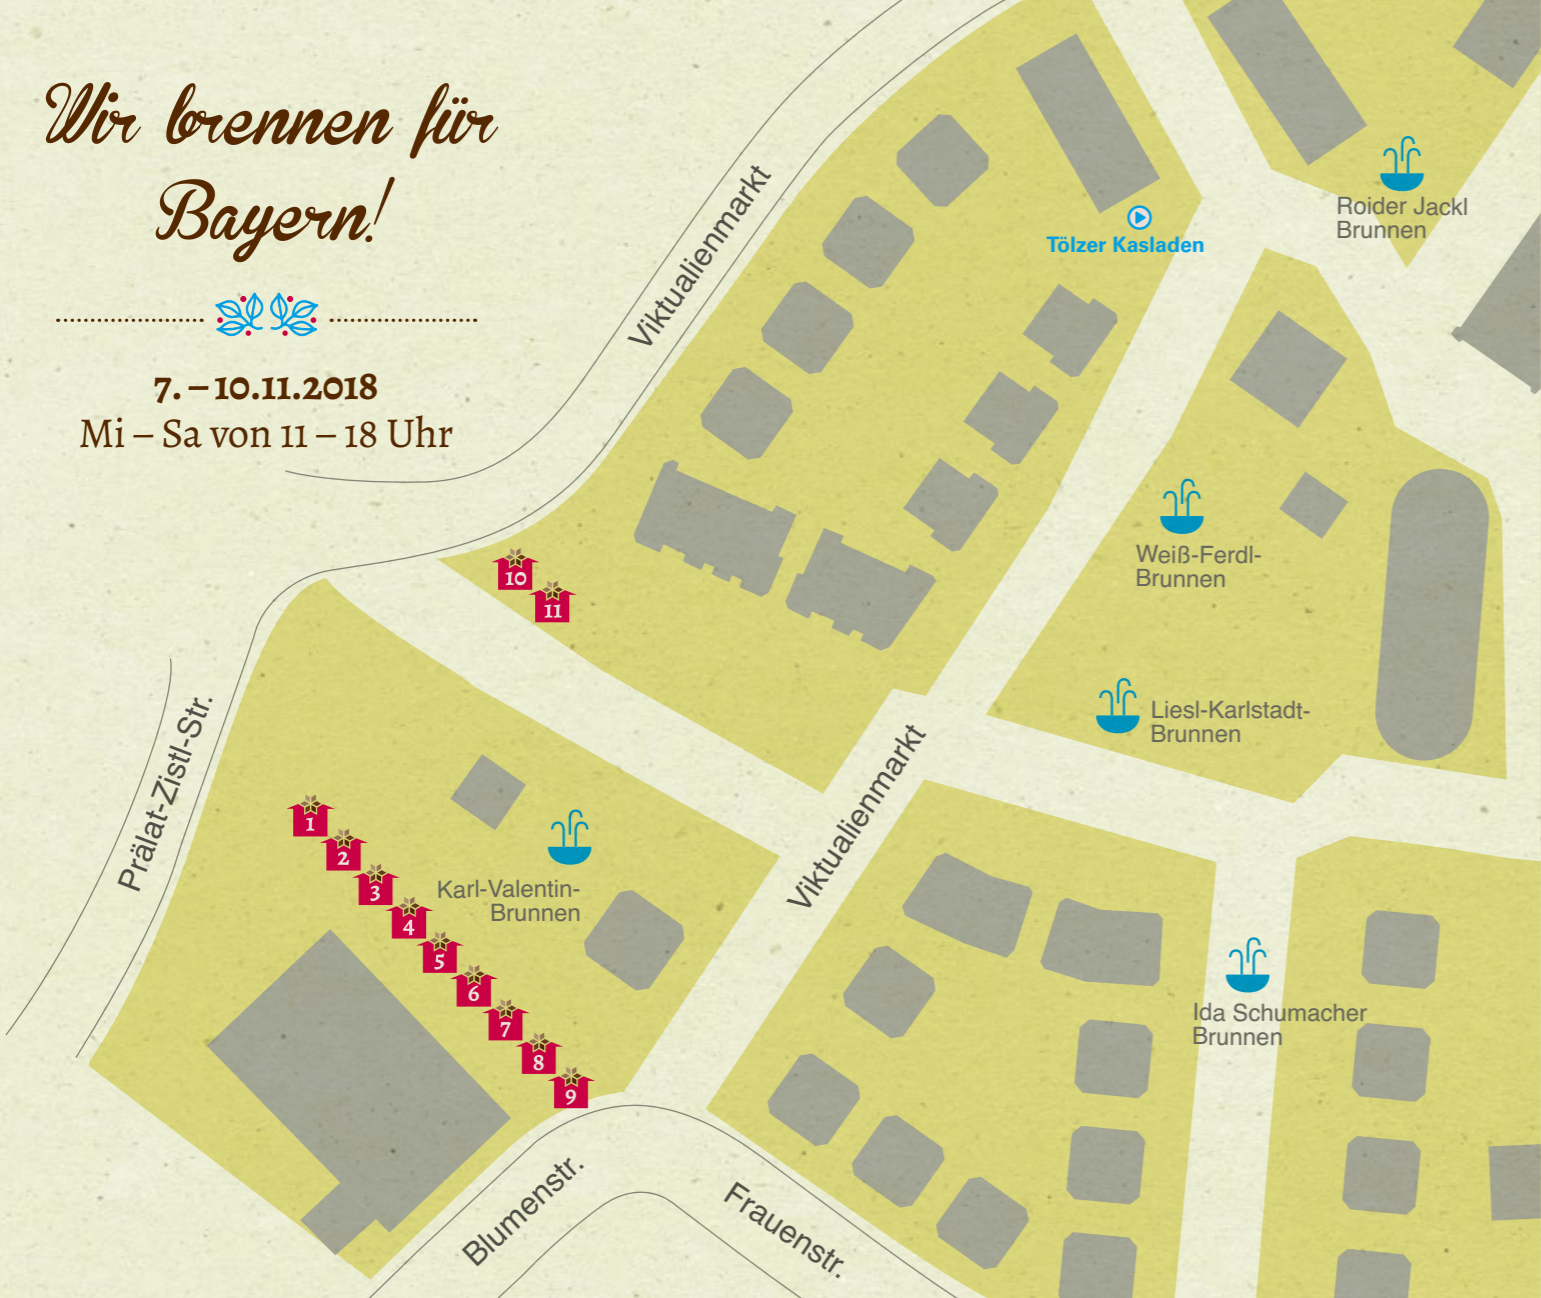 Wir brennen für
Bayern!
7. – 10.11.2018
Mi – Sa von 11 – 18 Uhr
Viktualienmarkt
Tölzer Kasladen
Roider Jackl
Brunnen
Weiß-Ferdl-
Brunnen
Liesl-Karlstadt-
Brunnen
10
11
Prälat-Zistl-Str.
Viktualienmarkt
1
2
3
4
5
6
7
8
9
Karl-Valentin-
Brunnen
Ida Schumacher
Brunnen
Blumenstr.
Frauenstr.